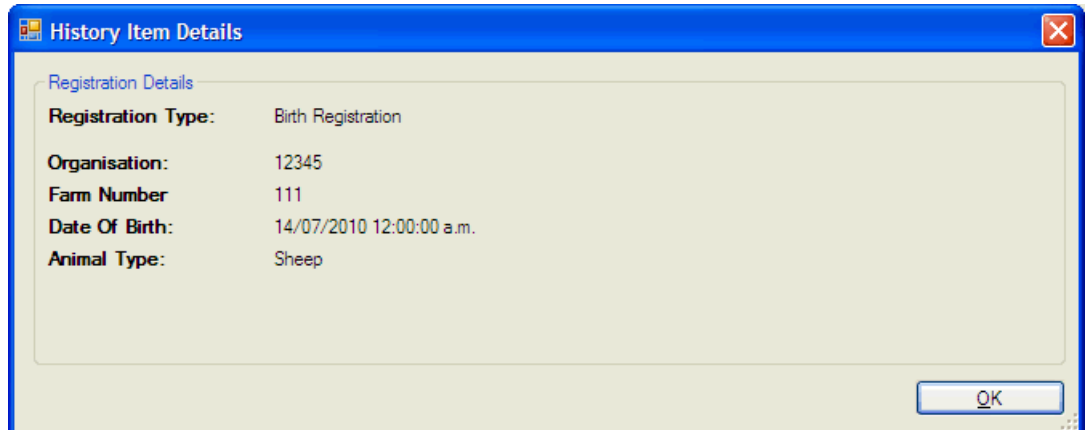 History Item Details
Registration Details
Registration Type: Birth Registration
Organisation: 12345
Farm Number 111
Date Of Birth: 14/07/2010 12:00:00 a.m.
Animal Type: Sheep
OK